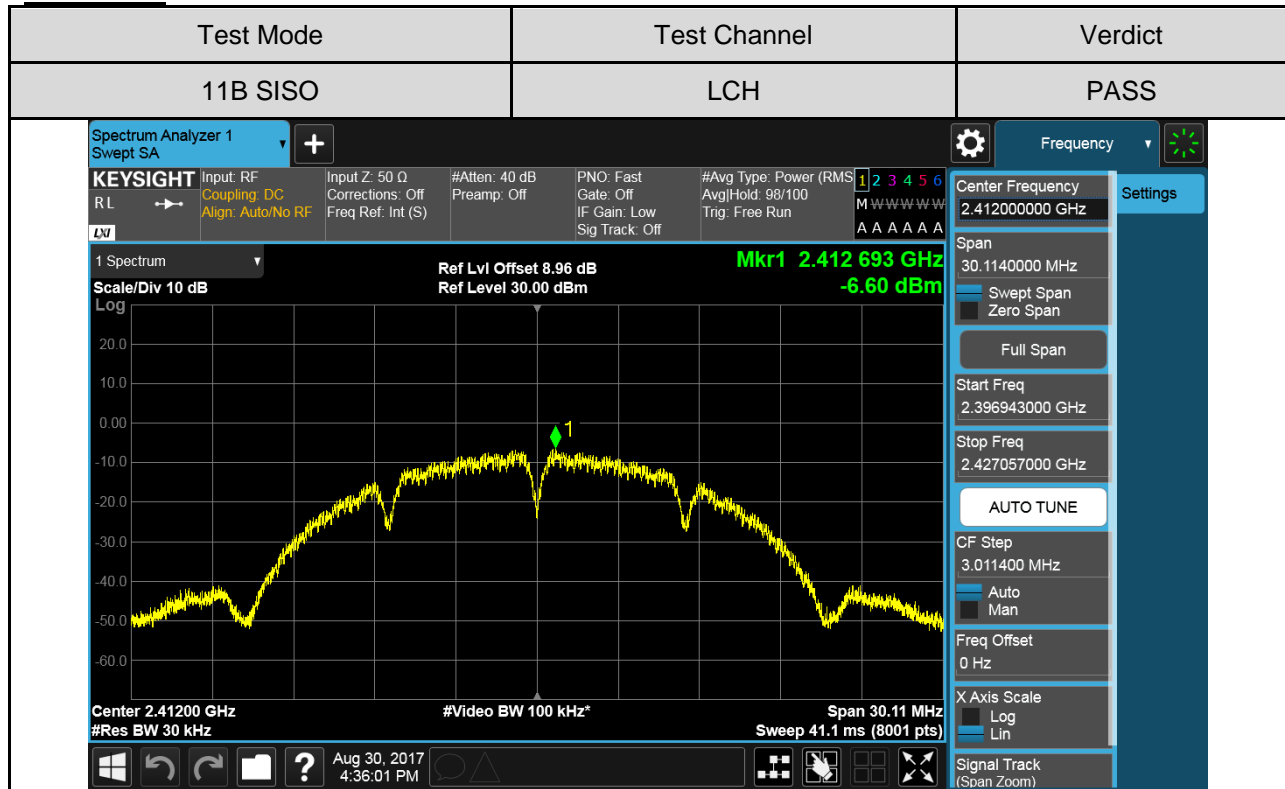 Test Mode Test Channel Verdict
11B SISO LCH PASS
Spectrum Analyzer 1
Swept SA
+
Frequency
KEYSIGHT
RL
LXI
Input: RF
Coupling: DC
Align: Auto/No RF
Input Z: 50 Ω
Corrections: Off
Freq Ref: Int (S)
#Atten: 40 dB
Preamp: Off
PNO: Fast
Gate: Off
IF Gain: Low
Sig Track: Off
#Avg Type: Power (RMS
Avg|Hold: 98/100
Trig: Free Run
1 2 3 4 5 6
M W W W W W
A A A A A A
1 Spectrum
Scale/Div 10 dB
Ref Lvl Offset 8.96 dB
Ref Level 30.00 dBm
Mkr1 2.412 693 GHz
-6.60 dBm
Log
20.0
10.0
0.00
-10.0
-20.0
-30.0
-40.0
-50.0
-60.0
1
Center 2.41200 GHz
#Res BW 30 kHz
#Video BW 100 kHz*
Span 30.11 MHz
Sweep 41.1 ms (8001 pts)
?
Aug 30, 2017
4:36:01 PM
Center Frequency
2.412000000 GHz
Settings
Span
30.1140000 MHz
Swept Span
Zero Span
Full Span
Start Freq
2.396943000 GHz
Stop Freq
2.427057000 GHz
AUTO TUNE
CF Step
3.011400 MHz
Auto
Man
Freq Offset
0 Hz
X Axis Scale
Log
Lin
Signal Track
(Span Zoom)